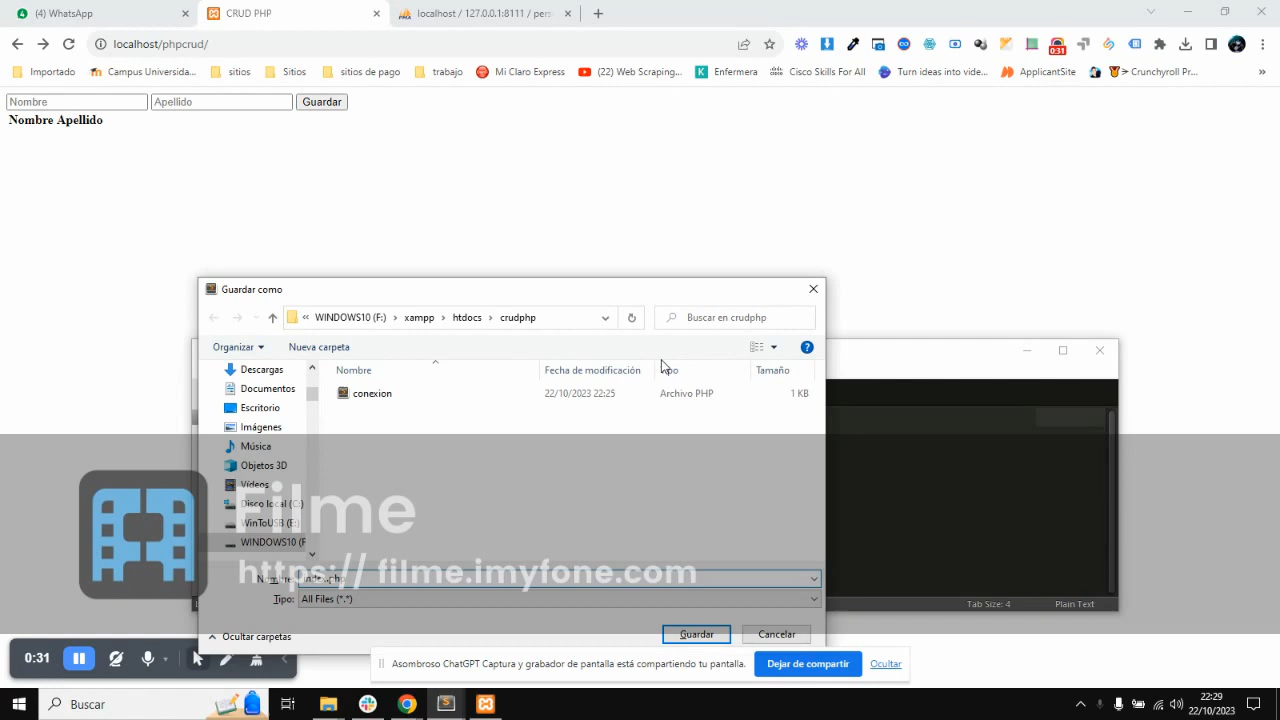 (4) WhatsApp
CRUD PHP
localhost / 127.0.0.1:8111 / pers
localhost/phpcrud/
0:31
Importado
Campus Universida...
sitios
Sitios
sitios de pago
trabajo
Mi Claro Express
(22) Web Scraping...
Enfermera
Cisco Skills For All
Turn ideas into vide...
ApplicantSite
> Crunchyroll Pr...
Nombre
Apellido
Guardar
Nombre Apellido
Guardar como
« WINDOWS10 (F:) > xampp > htdocs > crudphp
Buscar en crudphp
Organizar
Nueva carpeta
Descargas
Documentos
Escritorio
Imágenes
Música
Objetos 3D
Vídeos
Disco local (C:)
WinToUSB (E:)
WINDOWS10 (F
Nombre
Fecha de modificación
Tipo
Tamaño
conexion
22/10/2023 22:25
Archivo PHP
1 KB
Filme
https:// filme.imyfone.com
Nombre:
index.php
Tipo:
All Files (*.*)
Tab Size: 4
Plain Text
Ocultar carpetas
Guardar
Cancelar
0:31
Asombroso ChatGPT Captura y grabador de pantalla está compartiendo tu pantalla.
Dejar de compartir
Ocultar
Buscar
22:29
22/10/2023